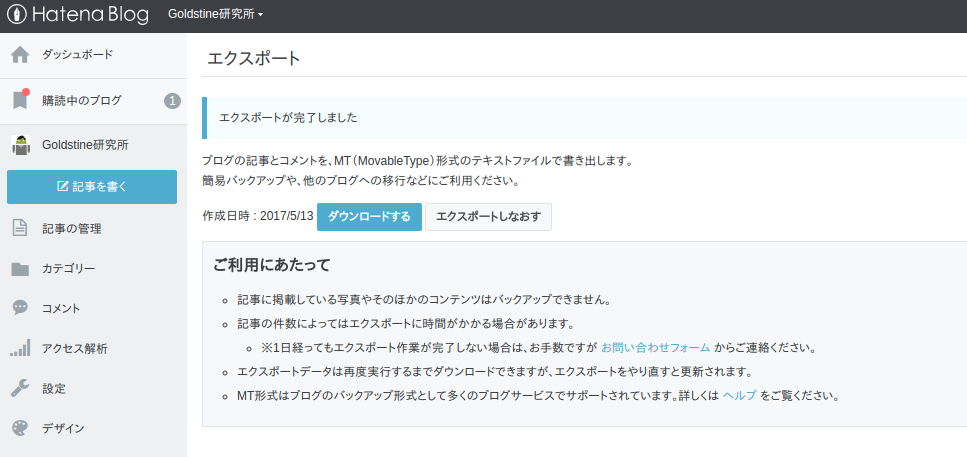 Hatena Blog
Goldstine研究所
ダッシュボード
購読中のブログ
1
Goldstine研究所
記事を書く
記事の管理
カテゴリー
コメント
アクセス解析
設定
デザイン
エクスポート
エクスポートが完了しました
ブログの記事とコメントを、MT（MovableType）形式のテキストファイルで書き出します。
簡易バックアップや、他のブログへの移行などにご利用ください。
作成日時 : 2017/5/13 ダウンロードする エクスポートしなおす
ご利用にあたって
記事に掲載している写真やそのほかのコンテンツはバックアップできません。
記事の件数によってはエクスポートに時間がかかる場合があります。
※1日経ってもエクスポート作業が完了しない場合は、お手数ですが お問い合わせフォーム からご連絡ください。
エクスポートデータは再度実行するまでダウンロードできますが、エクスポートをやり直すと更新されます。
MT形式はブログのバックアップ形式として多くのブログサービスでサポートされています。詳しくは ヘルプ をご覧ください。